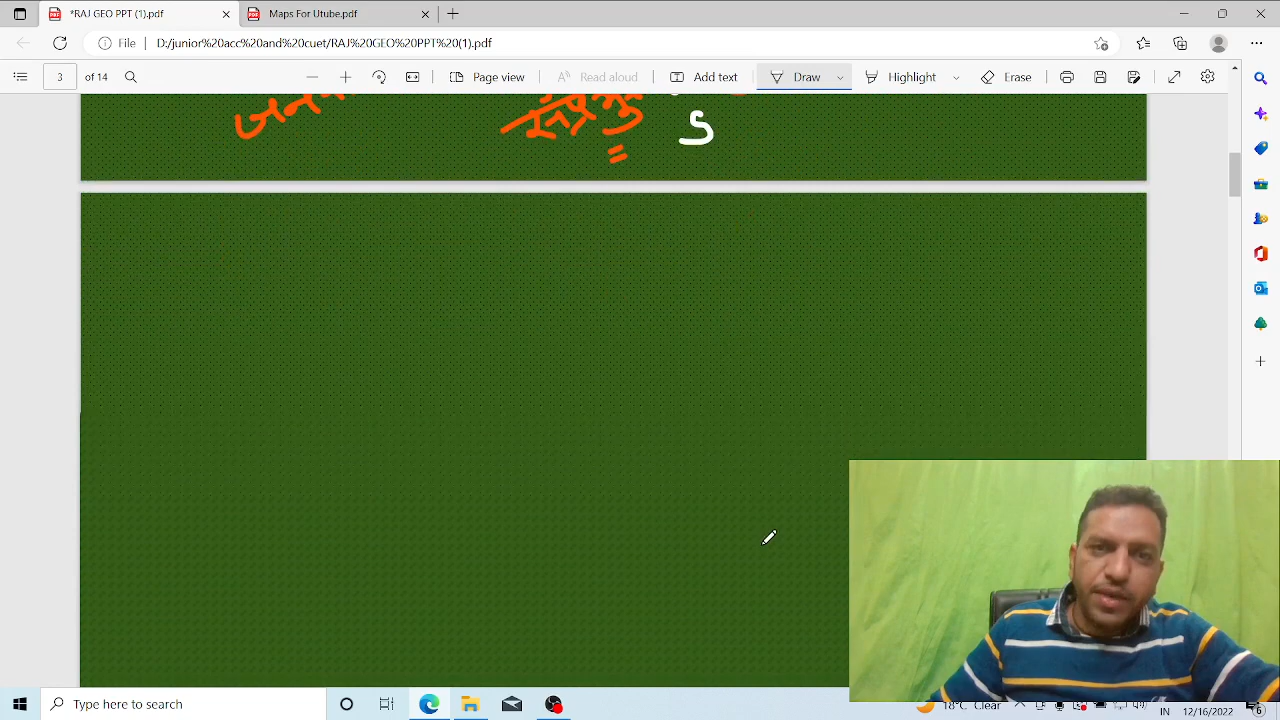 *RAJ GEO PPT (1).pdf
Maps For Utube.pdf
File
D:/junior%20acc%20and%20cuet/RAJ%20GEO%20PPT%20(1).pdf
3 of 14
Page view
Read aloud
Add text
Draw
Highlight
Erase
S
Type here to search
Clear
IN
12/16/2022
6